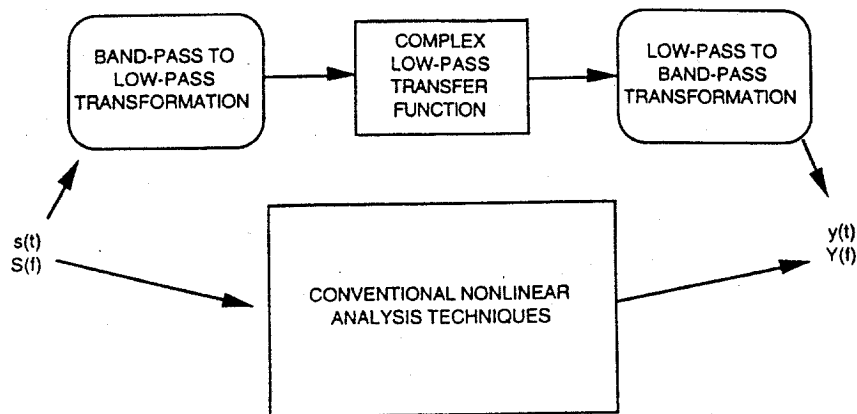 BAND-PASS TO
LOW-PASS
TRANSFORMATION
COMPLEX
LOW-PASS
TRANSFER
FUNCTION
LOW-PASS TO
BAND-PASS
TRANSFORMATION
s(t)
S(f)
y(t)
Y(f)
CONVENTIONAL NONLINEAR
ANALYSIS TECHNIQUES